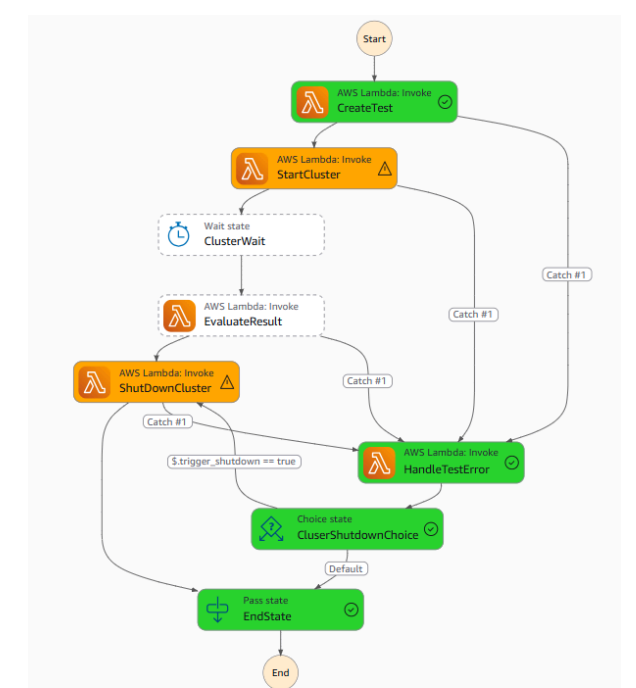 Start
AWS Lambda: Invoke
CreateTest
AWS Lambda: Invoke
StartCluster
Wait state
ClusterWait
Catch #1
AWS Lambda: Invoke
EvaluateResult
Catch #1
AWS Lambda: Invoke
ShutDownCluster
Catch #1
Catch #1
$.trigger_shutdown == true
AWS Lambda: Invoke
HandleTestError
Choice state
CluserShutdownChoice
Default
Pass state
EndState
End